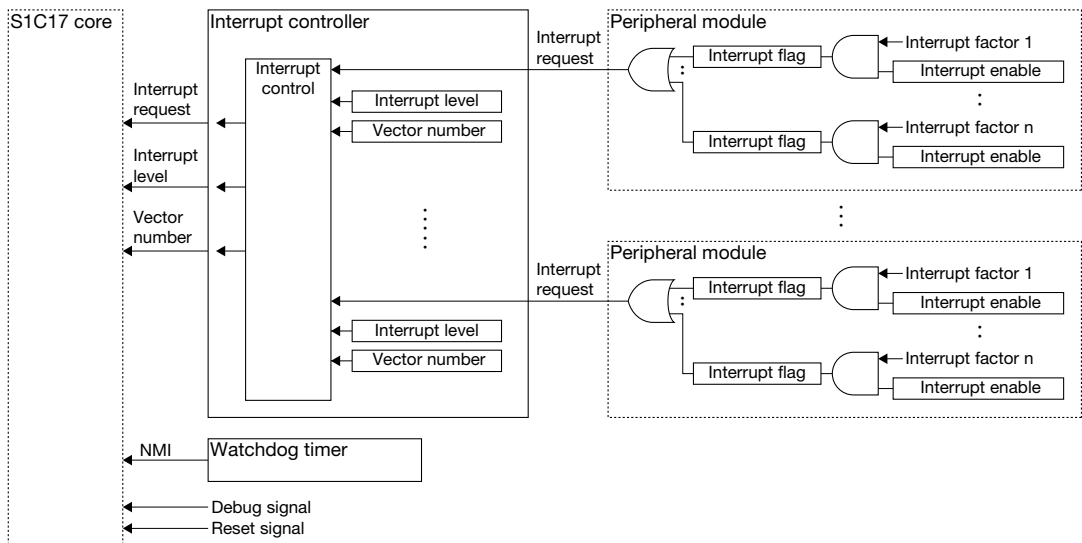 S1C17 core
Interrupt controller
Peripheral module
Interrupt
request
Interrupt
control
Interrupt flag
Interrupt factor 1
Interrupt enable
Interrupt
request
Interrupt level
Vector number
Interrupt flag
Interrupt factor n
Interrupt enable
Interrupt
level
Vector
number
Peripheral module
Interrupt
request
Interrupt flag
Interrupt factor 1
Interrupt enable
Interrupt level
Vector number
Interrupt flag
Interrupt factor n
Interrupt enable
NMI
Watchdog timer
Debug signal
Reset signal